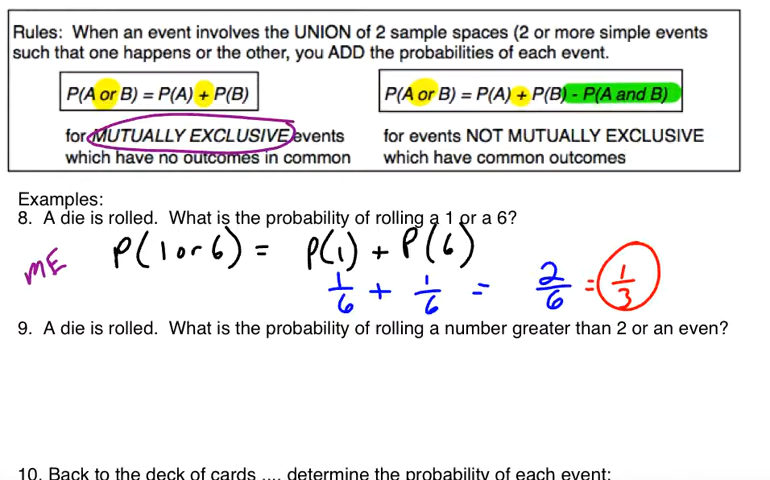 Rules: When an event involves the UNION of 2 sample spaces (2 or more simple events
such that one happens or the other, you ADD the probabilities of each event.
P(A or B) = P(A) + P(B) P(A or B) = P(A) + P(B) - P(A and B)
for MUTUALLY EXCLUSIVE events for events NOT MUTUALLY EXCLUSIVE
which have no outcomes in common which have common outcomes
Examples:
8. A die is rolled. What is the probability of rolling a 1 or a 6?
ME P(1 or 6) = P(1) + P(6)
1/6 + 1/6 = 2/6 = 1/3
9. A die is rolled. What is the probability of rolling a number greater than 2 or an even?
10. Back to the deck of cards .... determine the probability of each event: